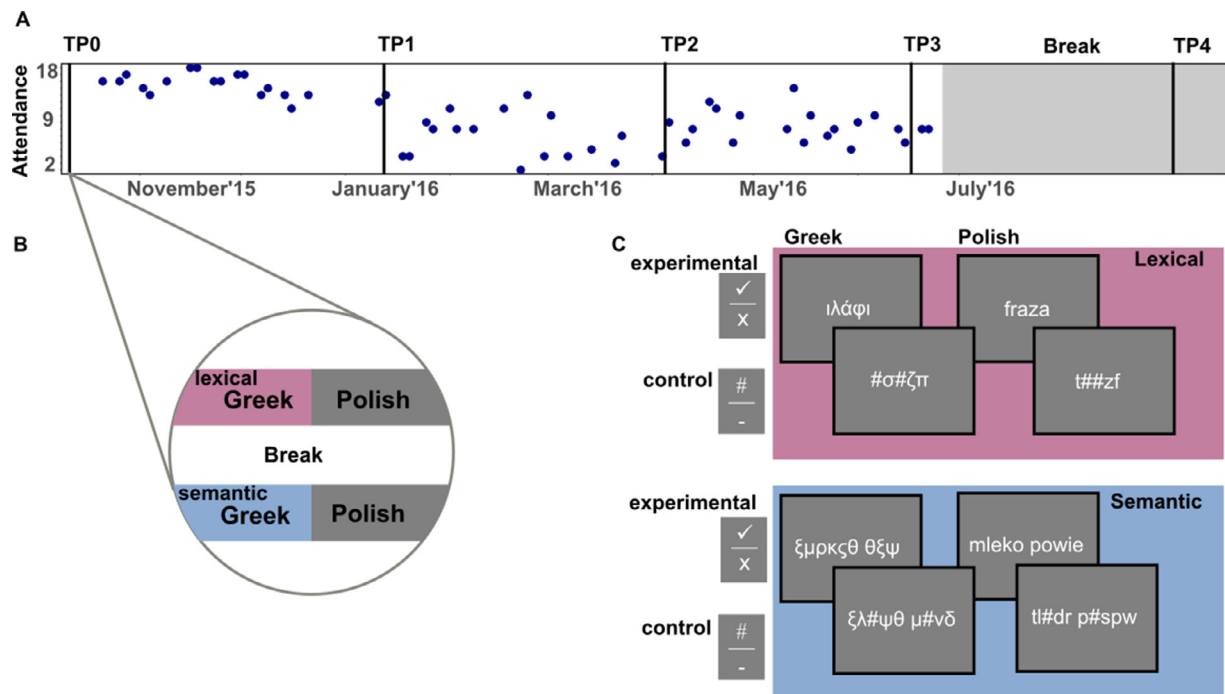 A
TP0 TP1 TP2 TP3 Break TP4
Attendance
18
9
2
November'15 January'16 March'16 May'16 July'16
B
lexical
Greek Polish
Break
semantic
Greek Polish
C
Greek Polish
experimental
Lexical
✓
x
ιλάφι fraza
control
#
-
#σ#ζπ t##zf
experimental
Semantic
✓
x
ξμρκςθ θξψ mleko powie
control
#
-
ξλ#ψθ μ#νδ tl#dr p#spw